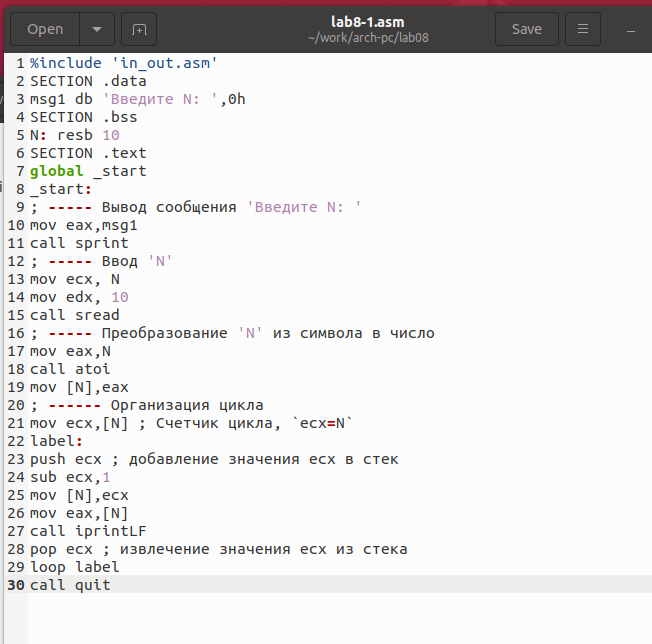 Open
lab8-1.asm
~/work/arch-pc/lab08
Save
1 %include 'in_out.asm'
2 SECTION .data
3 msg1 db 'Введите N: ',0h
4 SECTION .bss
5 N: resb 10
6 SECTION .text
7 global _start
8 _start:
9 ; ----- Вывод сообщения 'Введите N: '
10 mov eax,msg1
11 call sprint
12 ; ----- Ввод 'N'
13 mov ecx, N
14 mov edx, 10
15 call sread
16 ; ----- Преобразование 'N' из символа в число
17 mov eax,N
18 call atoi
19 mov [N],eax
20 ; ------ Организация цикла
21 mov ecx,[N] ; Счетчик цикла, `ecx=N`
22 label:
23 push ecx ; добавление значения ecx в стек
24 sub ecx,1
25 mov [N],ecx
26 mov eax,[N]
27 call iprintLF
28 pop ecx ; извлечение значения ecx из стека
29 loop label
30 call quit